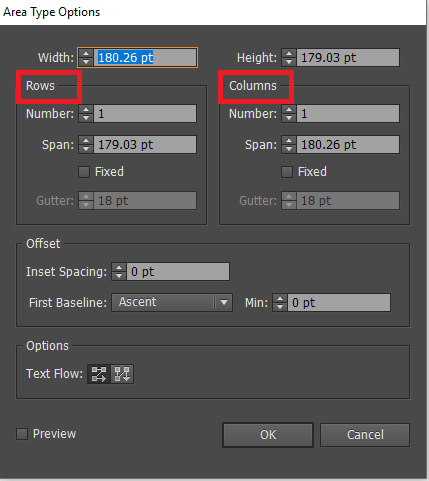 Area Type Options
Width: 180.26 pt Height: 179.03 pt
Rows Columns
Number: 1 Number: 1
Span: 179.03 pt Span: 180.26 pt
Fixed Fixed
Gutter: 18 pt Gutter: 18 pt
Offset
Inset Spacing: 0 pt
First Baseline: Ascent Min: 0 pt
Options
Text Flow:
Preview OK Cancel